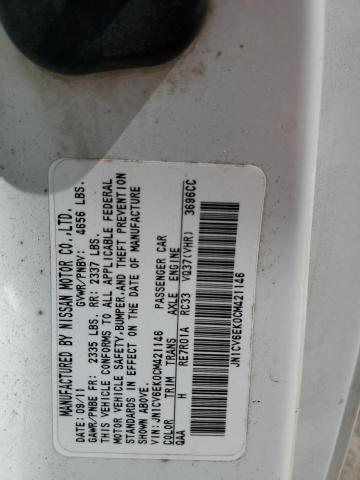 MANUFACTURED BY NISSAN MOTOR CO.,LTD.
DATE: 09/11 GVWR/PNBV: 4656 LBS.
GAWR/PNBE FR: 2335 LBS. RR: 2337 LBS.
THIS VEHICLE CONFORMS TO ALL APPLICABLE FEDERAL
MOTOR VEHICLE SAFETY,BUMPER,AND THEFT PREVENTION
STANDARDS IN EFFECT ON THE DATE OF MANUFACTURE
SHOWN ABOVE.
VIN:JN1CV6EK0CM421146 PASSENGER CAR
COLOR TRIM TRANS AXLE ENGINE
QAA H RE7R01A RC33 VQ37(VHR) 3696CC
JN1CV6EK0CM421146